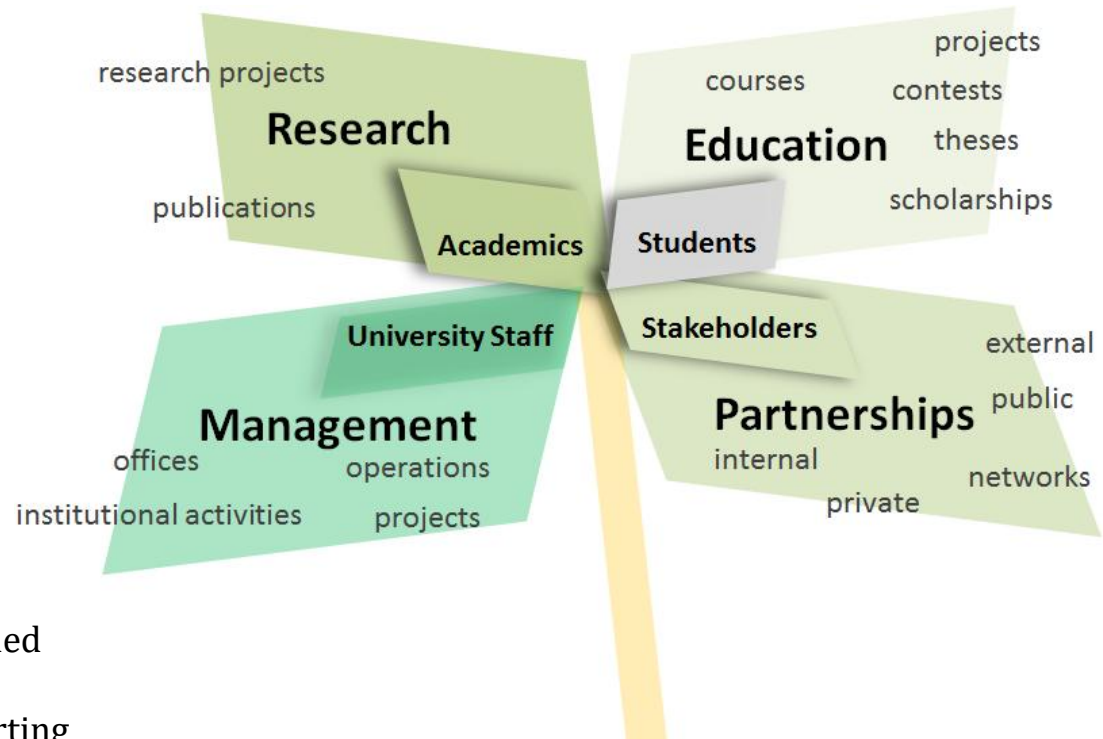 research projects
Research
publications
Academics
courses
projects
contests
Education
theses
scholarships
Students
University Staff
Management
offices
operations
institutional activities
projects
Stakeholders
external
Partnerships
public
internal
networks
private